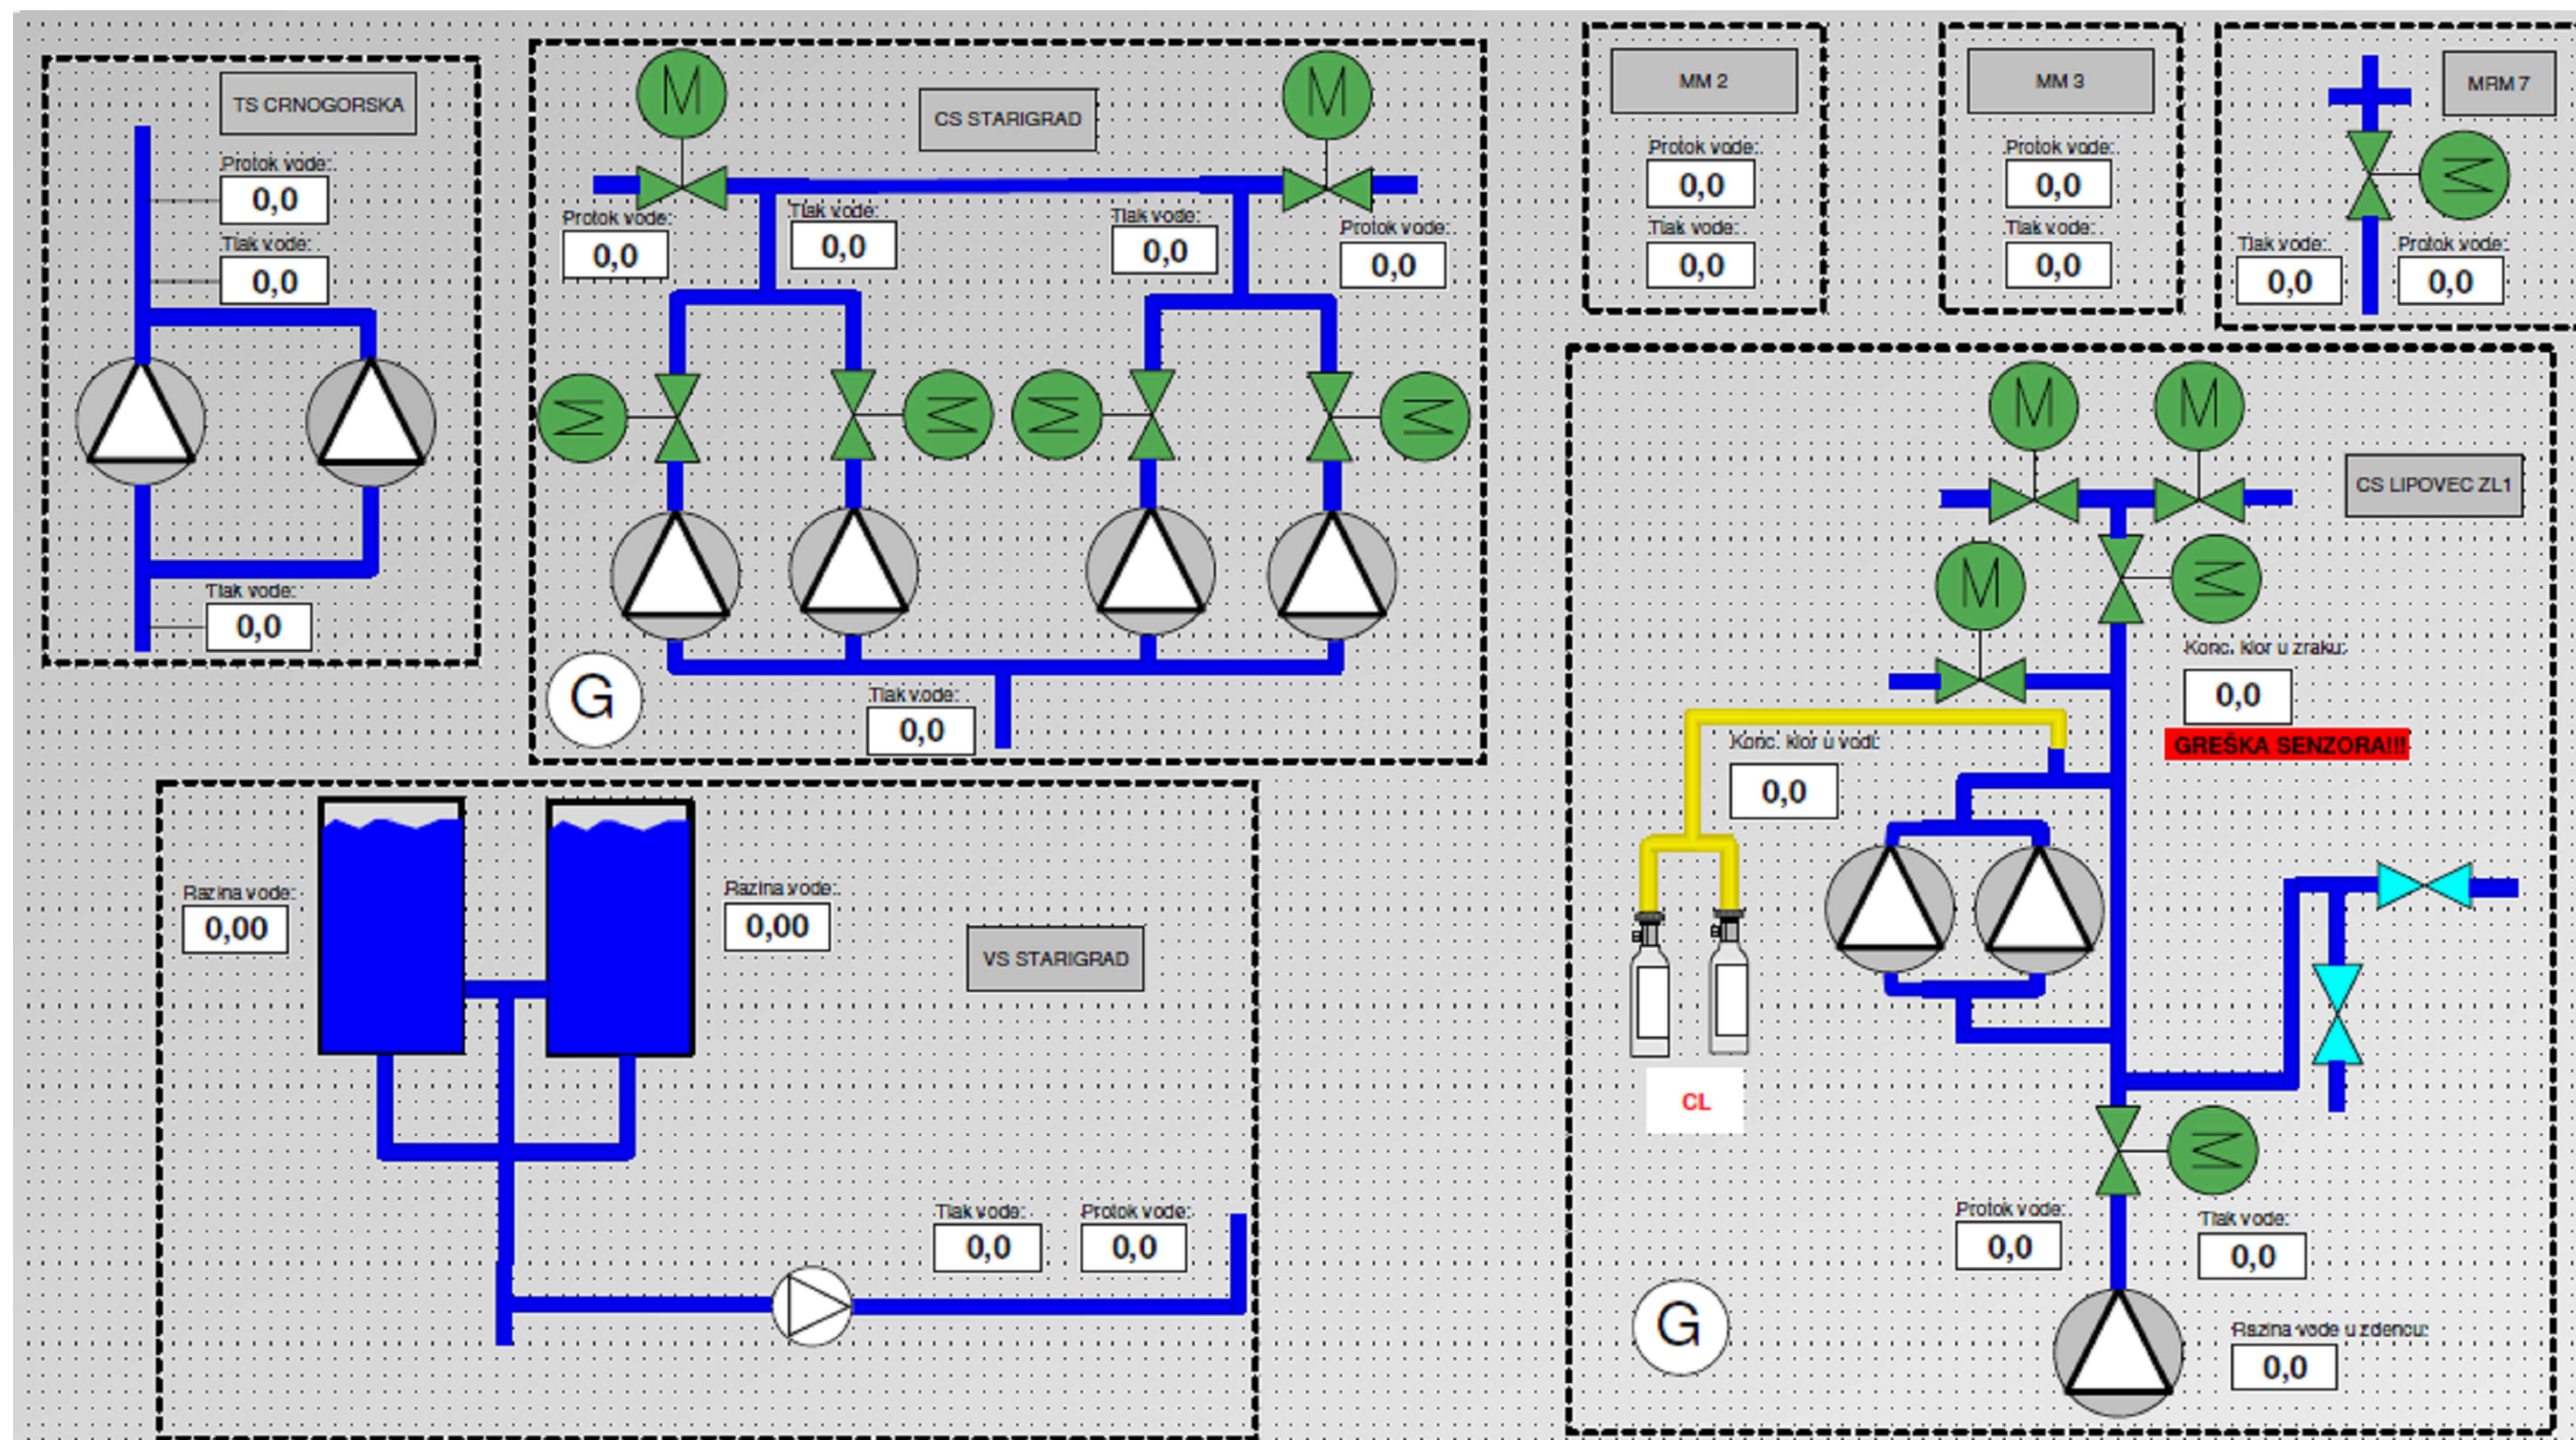 TS CRNOGORSKA
Protok vode:
0,0
Tlak vode:
0,0
Tlak vode:
0,0
M
M
CS STARIGRAD
Protok vode:
0,0
Tlak vode:
0,0
Tlak vode:
0,0
Protok vode:
0,0
M
M
M
M
G
Tlak vode:
0,0
MM 2
Protok vode:
0,0
Tlak vode:
0,0
MM 3
Protok vode:
0,0
Tlak vode:
0,0
MRM 7
M
Tlak vode:
0,0
Protok vode:
0,0
Razina vode:
0,00
Razina vode:
0,00
VS STARIGRAD
Tlak vode:
0,0
Protok vode:
0,0
M
M
CS LIPOVEC ZL1
M
M
Konc. klor u zraku:
0,0
GREŠKA SENZORA!!!
Konc. klor u vodi:
0,0
CL
M
Protok vode:
0,0
Tlak vode:
0,0
G
Razina vode u zdencu:
0,0